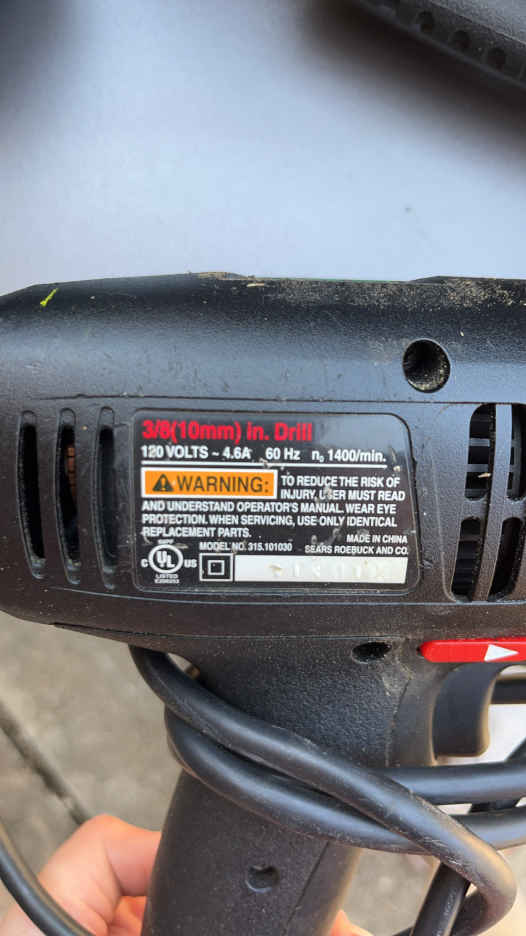 3/8(10mm) in. Drill
120 VOLTS ~ 4.6A 60 Hz n₀ 1400/min.
WARNING: TO REDUCE THE RISK OF
INJURY, USER MUST READ
AND UNDERSTAND OPERATOR'S MANUAL. WEAR EYE
PROTECTION. WHEN SERVICING, USE ONLY IDENTICAL
REPLACEMENT PARTS.
MADE IN CHINA
MODEL NO. 315.101030 SEARS ROEBUCK AND CO.
C UL US
LISTED